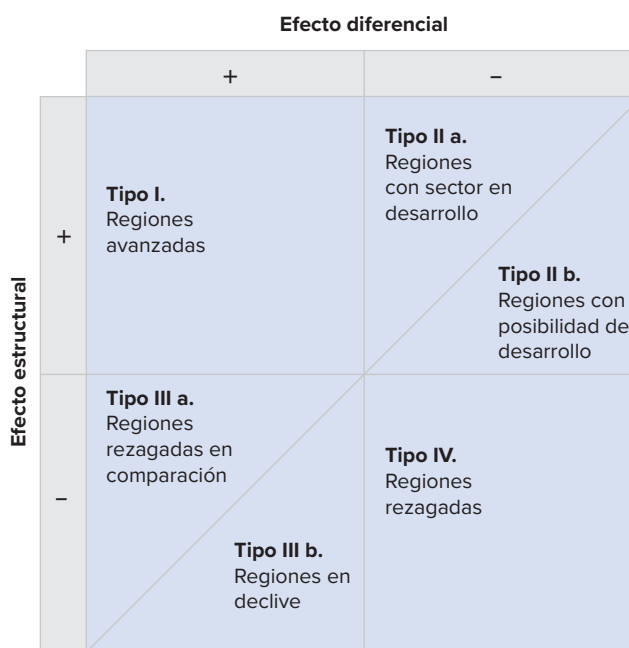 Efecto diferencial
+
–
Efecto estructural
+
Tipo I.
Regiones
avanzadas
Tipo II a.
Regiones
con sector en
desarrollo
Tipo II b.
Regiones con
posibilidad de
desarrollo
–
Tipo III a.
Regiones
rezagadas en
comparación
Tipo III b.
Regiones en
declive
Tipo IV.
Regiones
rezagadas